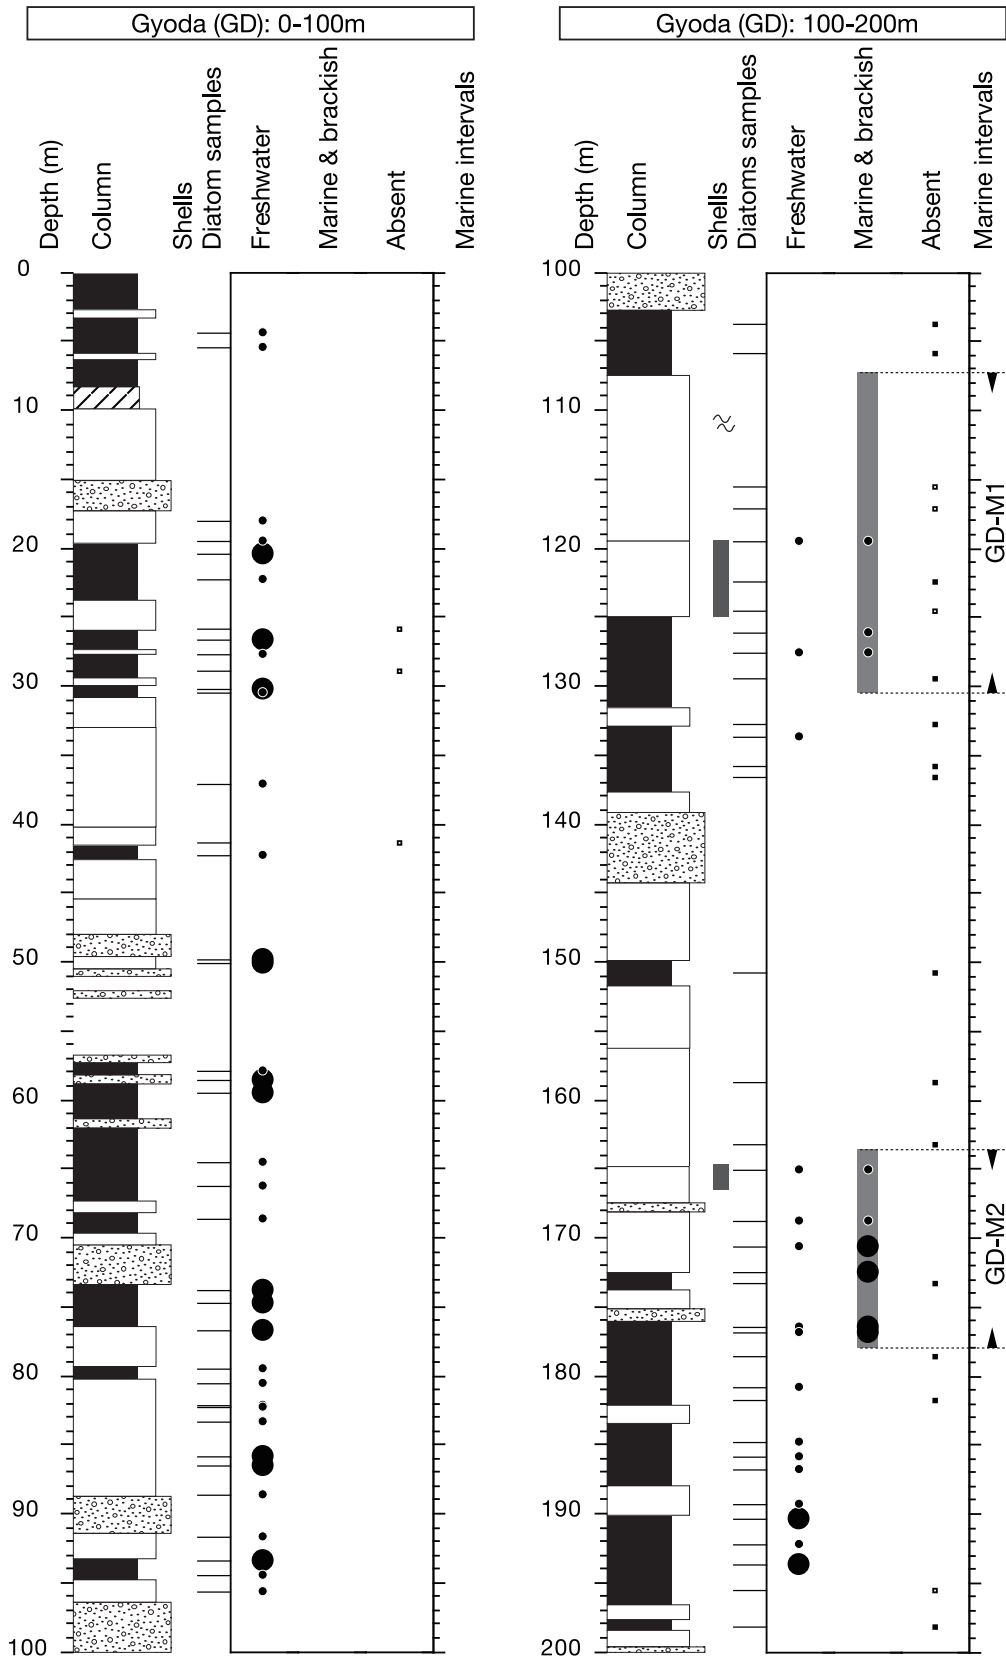 Gyoda (GD): 0-100m
Depth (m)
Column
Shells
Diatom samples
Freshwater
Marine & brackish
Absent
Marine intervals
0
10
20
30
40
50
60
70
80
90
100
Gyoda (GD): 100-200m
Depth (m)
Column
Shells
Diatoms samples
Freshwater
Marine & brackish
Absent
Marine intervals
100
110
120
130
140
150
160
170
180
190
200
GD-M1
GD-M2